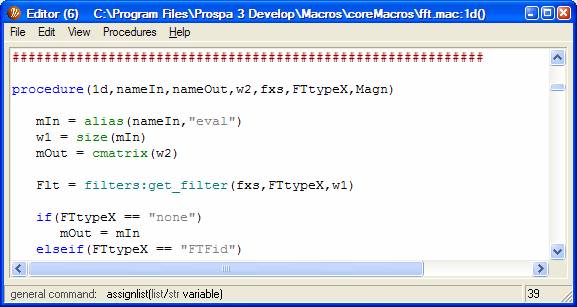 Editor (6) C:\Program Files\Prospa 3 Develop\Macros\coreMacros\fft.mac:1d()
File Edit View Procedures Help
###############################################################
procedure(1d,nameIn,nameOut,w2,fxs,FTtypeX,Magn)
mIn = alias(nameIn,"eval")
w1 = size(mIn)
mOut = cmatrix(w2)
Flt = filters:get_filter(fxs,FTtypeX,w1)
if(FTtypeX == "none")
mOut = mIn
elseif(FTtypeX == "FTFid")
general command: assignlist(list/str variable) 39